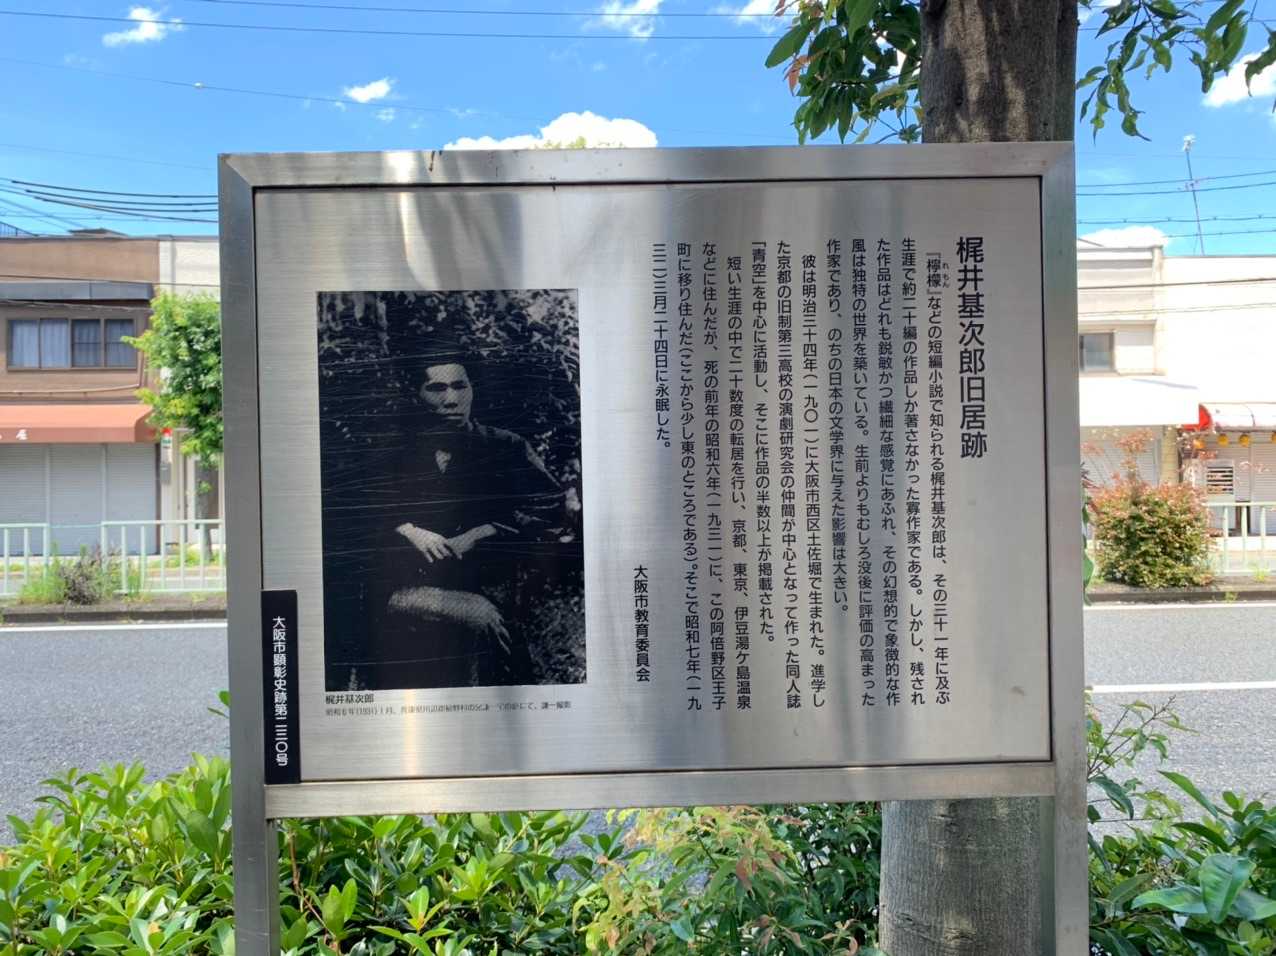 梶井基次郎旧居跡
『檸檬(れもん)』などの短編小説で知られる梶井基次郎は、その三十一年に及ぶ
生涯で約二十編の作品しか著さなかった寡作家である。しかし、残され
た作品はどれも鋭敏かつ繊細な感覚にあふれ、その幻想的で象徴的な作
風は独特の世界を築いている。生前よりもむしろ没後に評価の高まった
作家であり、のちの日本の文学界に与えた影響は大きい。
彼は明治三十四年(一九〇一)に大阪市西区土佐堀で生まれた。進学し
た京都の旧制第三高校の演劇研究会の仲間が中心となって作った同人誌
「青空」を中心に活動し、そこに作品の半数以上が掲載された。
短い生涯の中で二十数度の転居を行い、京都、東京、伊豆湯ケ島温泉
などに住んだが、死の前年の昭和六年(一九三一)に、この阿倍野区王子
町に移り住んだ(ここから少し東のところである)。そこで昭和七年(一九
三二)三月二十四日に永眠した。
大阪市教育委員会
梶井基次郎
昭和6年(1931)1月、
にて、謙一撮影
大阪市顕彰史跡第二三〇号